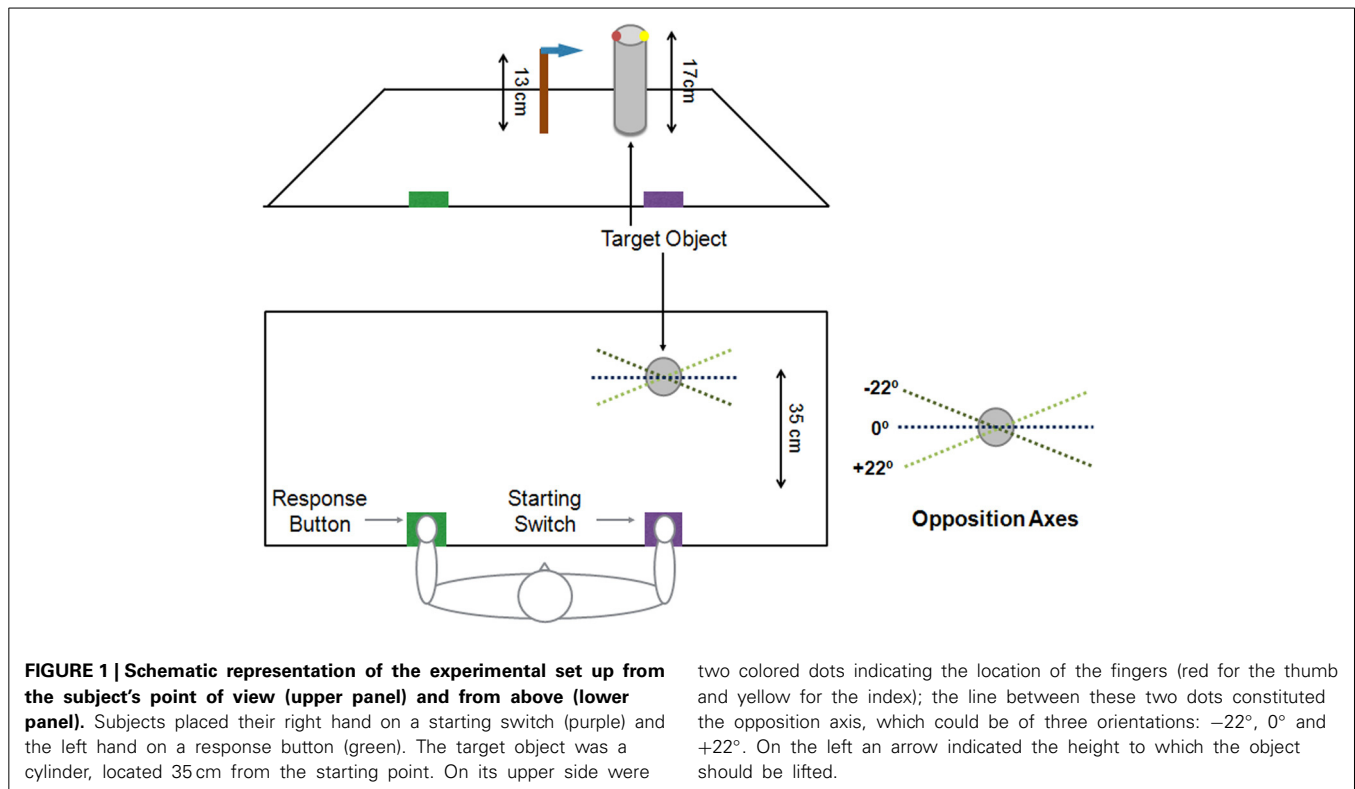 13 cm
17cm
Target Object
35 cm
-22º
0º
+22º
Response
Button
Starting
Switch
Opposition Axes
FIGURE 1 | Schematic representation of the experimental set up from
the subject's point of view (upper panel) and from above (lower
panel). Subjects placed their right hand on a starting switch (purple) and
the left hand on a response button (green). The target object was a
cylinder, located 35 cm from the starting point. On its upper side were
two colored dots indicating the location of the fingers (red for the thumb
and yellow for the index); the line between these two dots constituted
the opposition axis, which could be of three orientations: −22°, 0° and
+22°. On the left an arrow indicated the height to which the object
should be lifted.